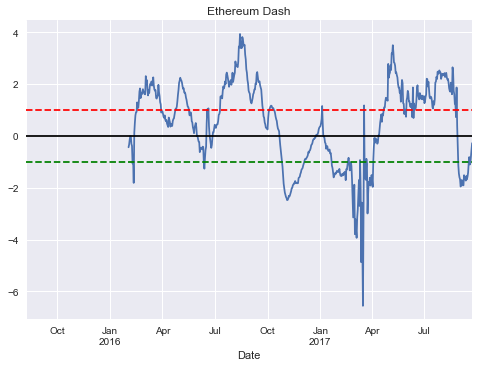 Ethereum Dash
4
2
0
−2
−4
−6
Oct
Jan
2016
Apr
Jul
Oct
Jan
2017
Apr
Jul
Date